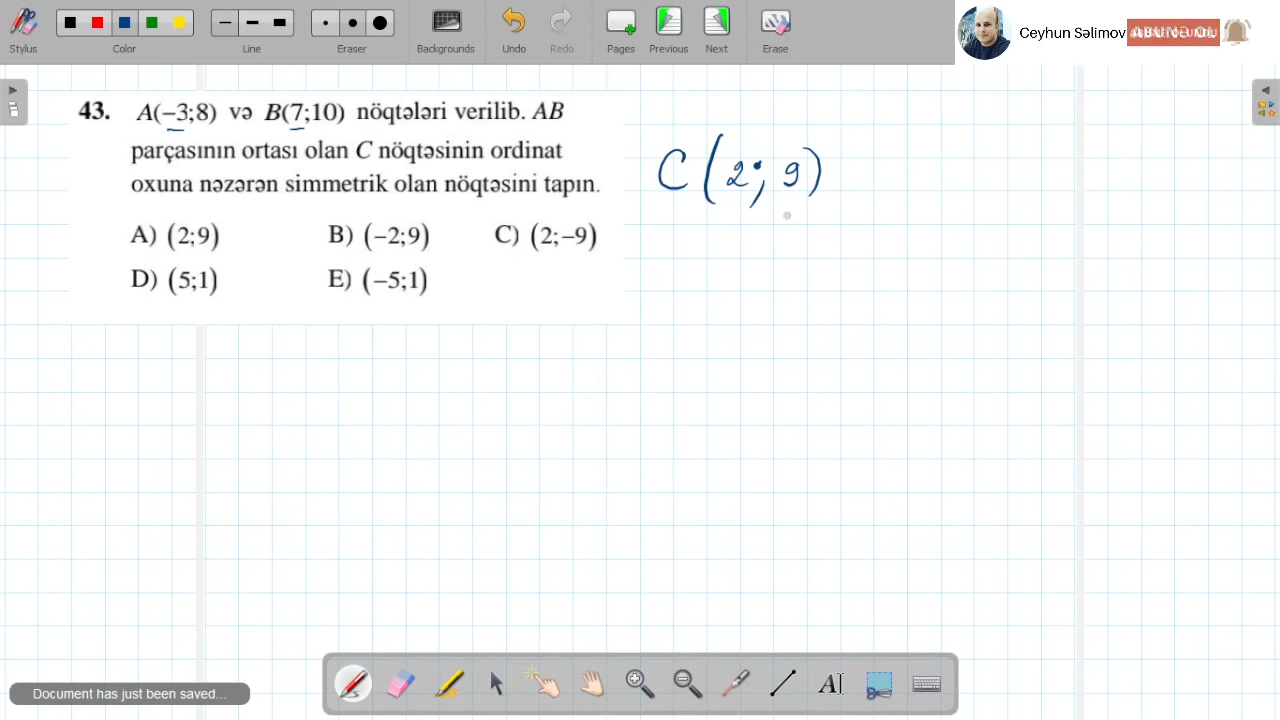 Stylus
Color
Line
Eraser
Backgrounds
Undo
Redo
Pages
Previous
Next
Erase
Ceyhun Səlimov
43. A(−3;8) və B(7;10) nöqtələri verilib. AB
parçasının ortası olan C nöqtəsinin ordinat
oxuna nəzərən simmetrik olan nöqtəsini tapın.
A) (2;9) B) (−2;9) C) (2;−9)
D) (5;1) E) (−5;1)
C(2; 9)
Document has just been saved...